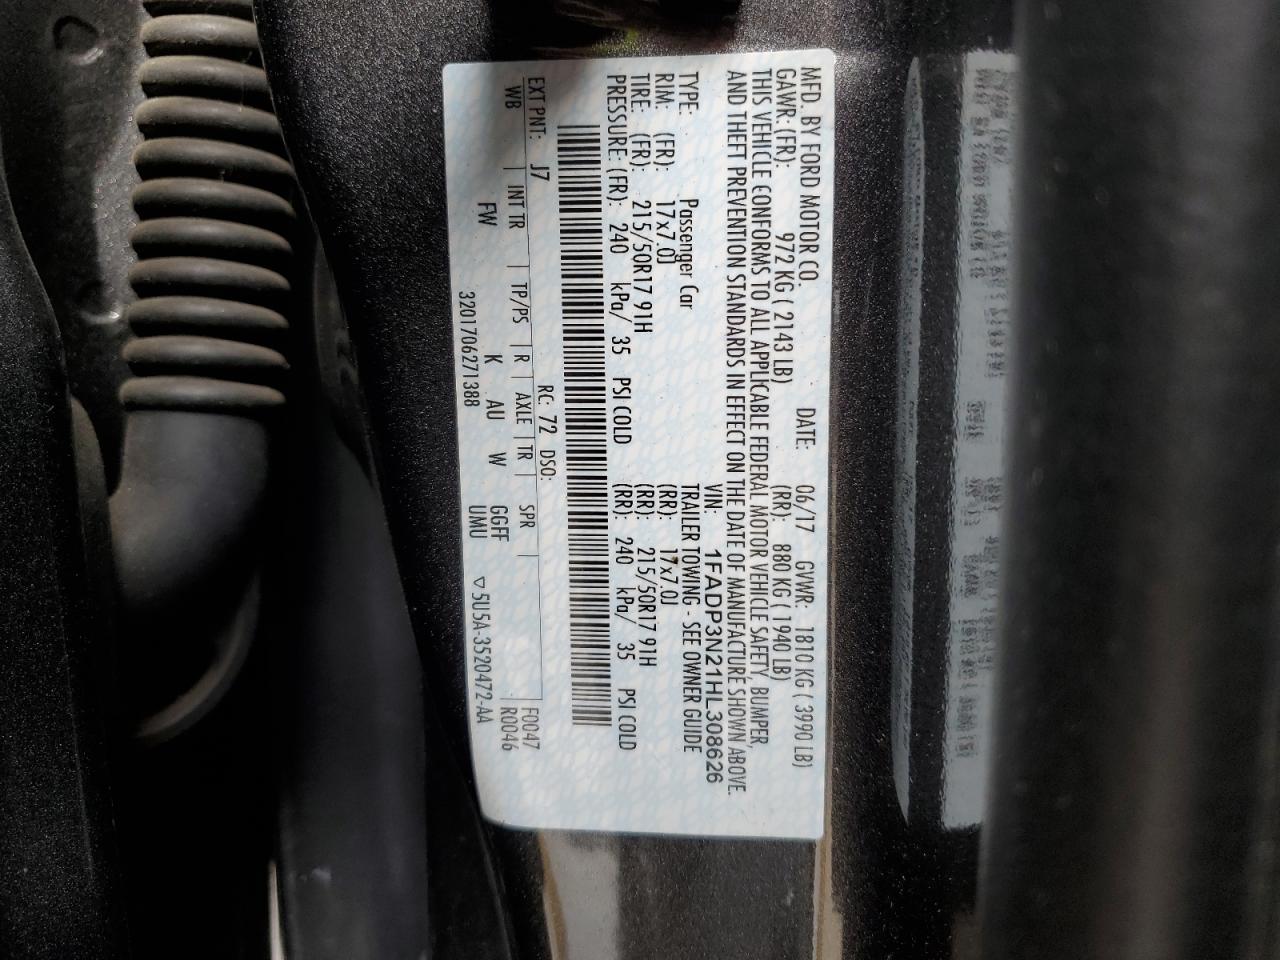 MFD. BY FORD MOTOR CO. DATE: 06/17 GVWR: 1810 KG ( 3990 LB)
GAWR: (FR): 972 KG ( 2143 LB) (RR): 880 KG ( 1940 LB)
THIS VEHICLE CONFORMS TO ALL APPLICABLE FEDERAL MOTOR VEHICLE SAFETY, BUMPER,
AND THEFT PREVENTION STANDARDS IN EFFECT ON THE DATE OF MANUFACTURE SHOWN ABOVE.
VIN: 1FADP3N21HL308626
TYPE: Passenger Car TRAILER TOWING - SEE OWNER GUIDE
RIM: (FR): 17x7.0J (RR): 17x7.0J
TIRE: (FR): 215/50R17 91H (RR): 215/50R17 91H
PRESSURE: (FR): 240 kPa/ 35 PSI COLD (RR): 240 kPa/ 35 PSI COLD
EXT PNT: J7 RC: 72 DSO: F0047
WB INT TR TP/PS R AXLE TR SPR R0046
FW K AU W GGFF
3201706271388 UMU ▽5U5A-3520472-AA